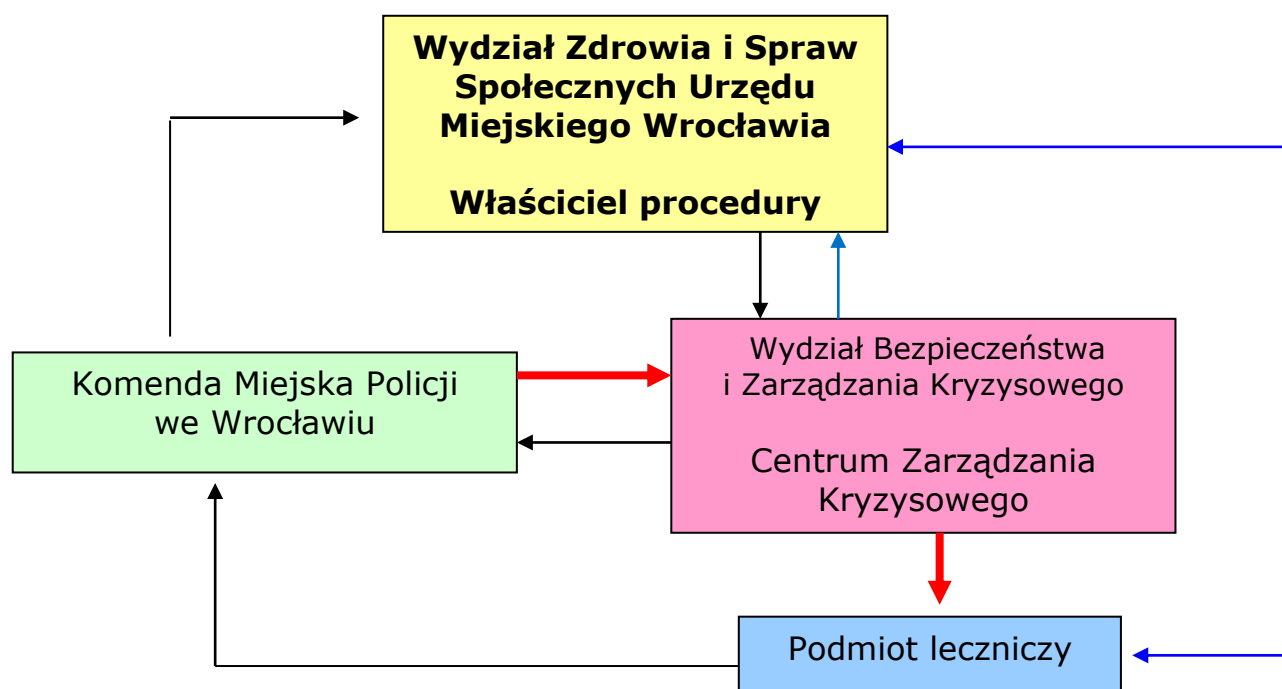 Wydział Zdrowia i Spraw
Społecznych Urzędu
Miejskiego Wrocławia
Właściciel procedury
Komenda Miejska Policji
we Wrocławiu
Wydział Bezpieczeństwa
i Zarządzania Kryzysowego
Centrum Zarządzania
Kryzysowego
Podmiot leczniczy